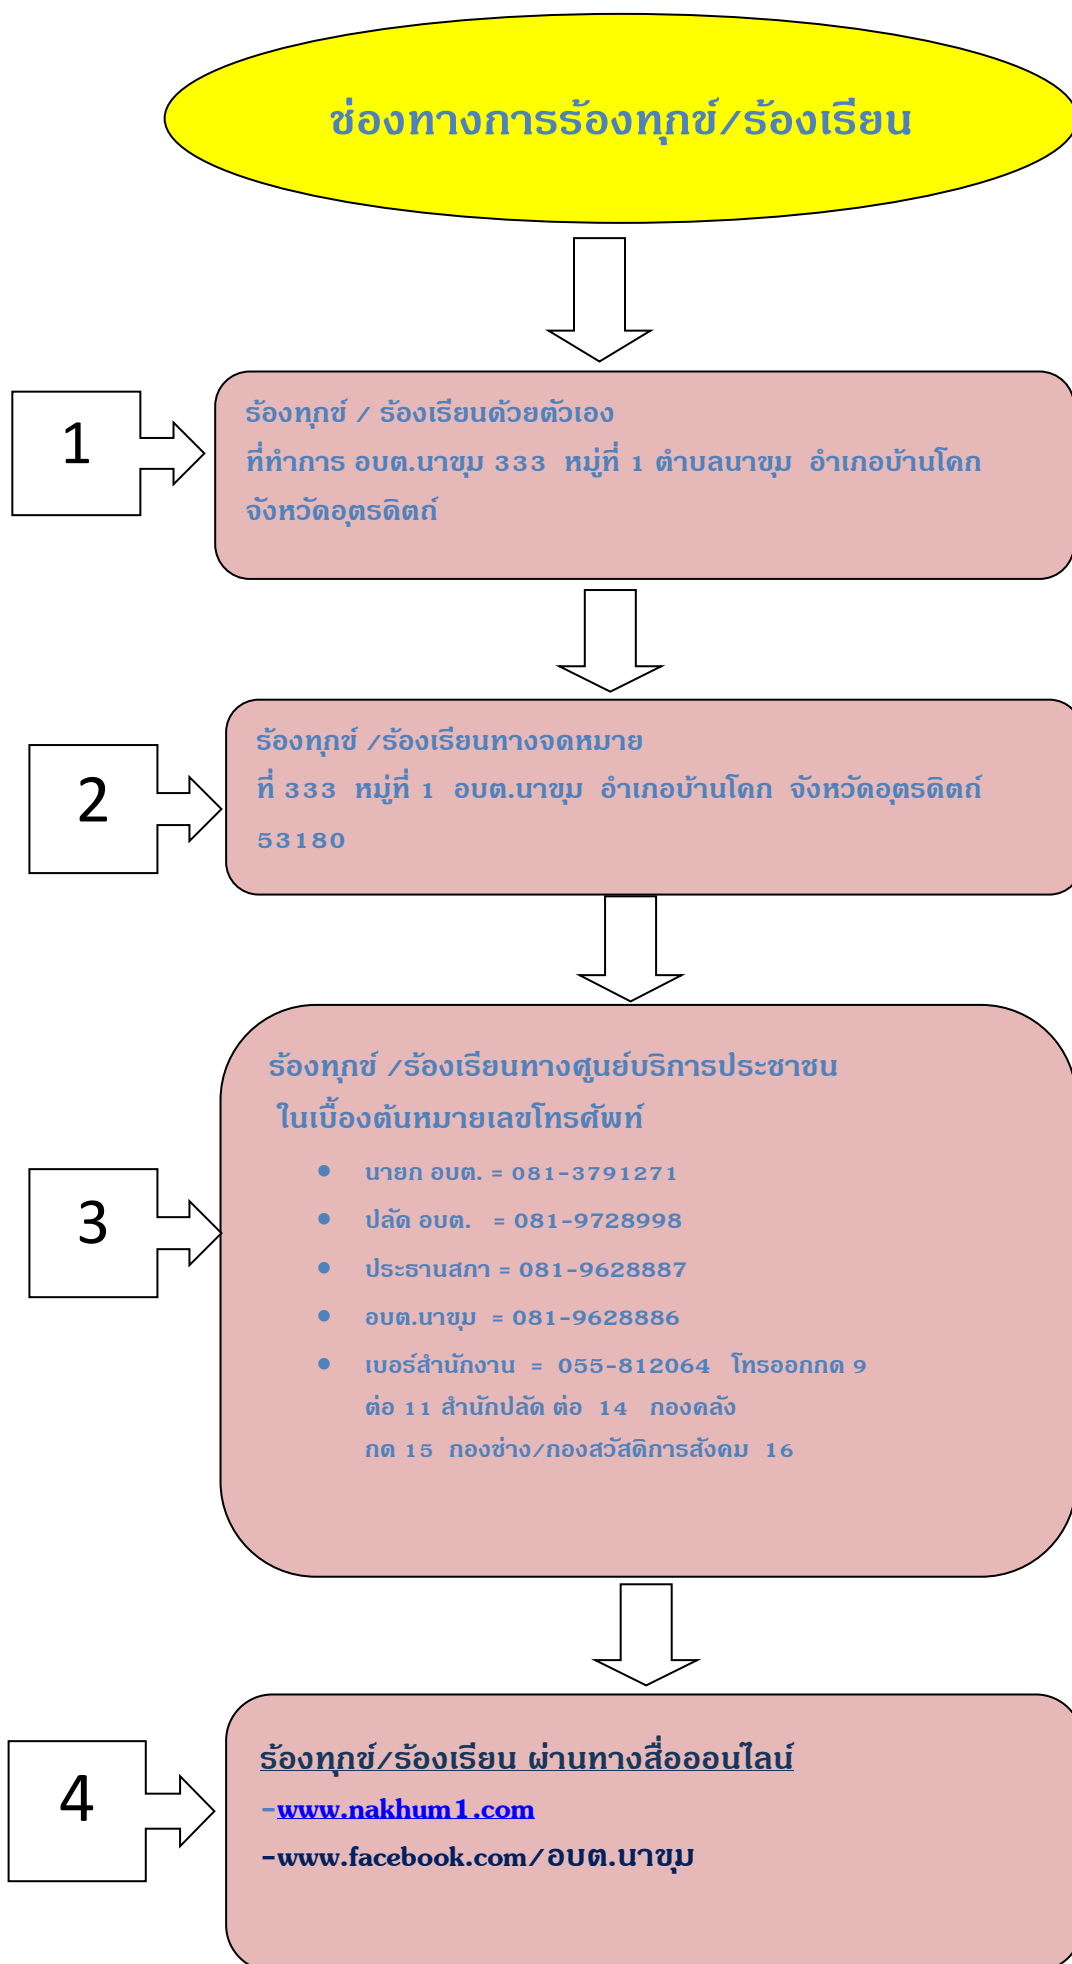 ช่องทางการร้องทุกข์/ร้องเรียน
1
ร้องทุกข์ / ร้องเรียนด้วยตัวเอง
ที่ทำการ อบต.นาขุม 333 หมู่ที่ 1 ตำบลนาขุม อำเภอบ้านโคก
จังหวัดอุตรดิตถ์
2
ร้องทุกข์ /ร้องเรียนทางจดหมาย
ที่ 333 หมู่ที่ 1 อบต.นาขุม อำเภอบ้านโคก จังหวัดอุตรดิตถ์
53180
3
ร้องทุกข์ /ร้องเรียนทางศูนย์บริการประชาชน
ในเบื้องต้นหมายเลขโทรศัพท์
• นายก อบต. = 081-3791271
• ปลัด อบต. = 081-9728998
• ประธานสภา = 081-9628887
• อบต.นาขุม = 081-9628886
• เบอร์สำนักงาน = 055-812064 โทรออกกด 9
ต่อ 11 สำนักปลัด ต่อ 14 กองคลัง
กด 15 กองช่าง/กองสวัสดิการสังคม 16
4
ร้องทุกข์/ร้องเรียน ผ่านทางสื่อออนไลน์
-www.nakhum1.com
-www.facebook.com/อบต.นาขุม